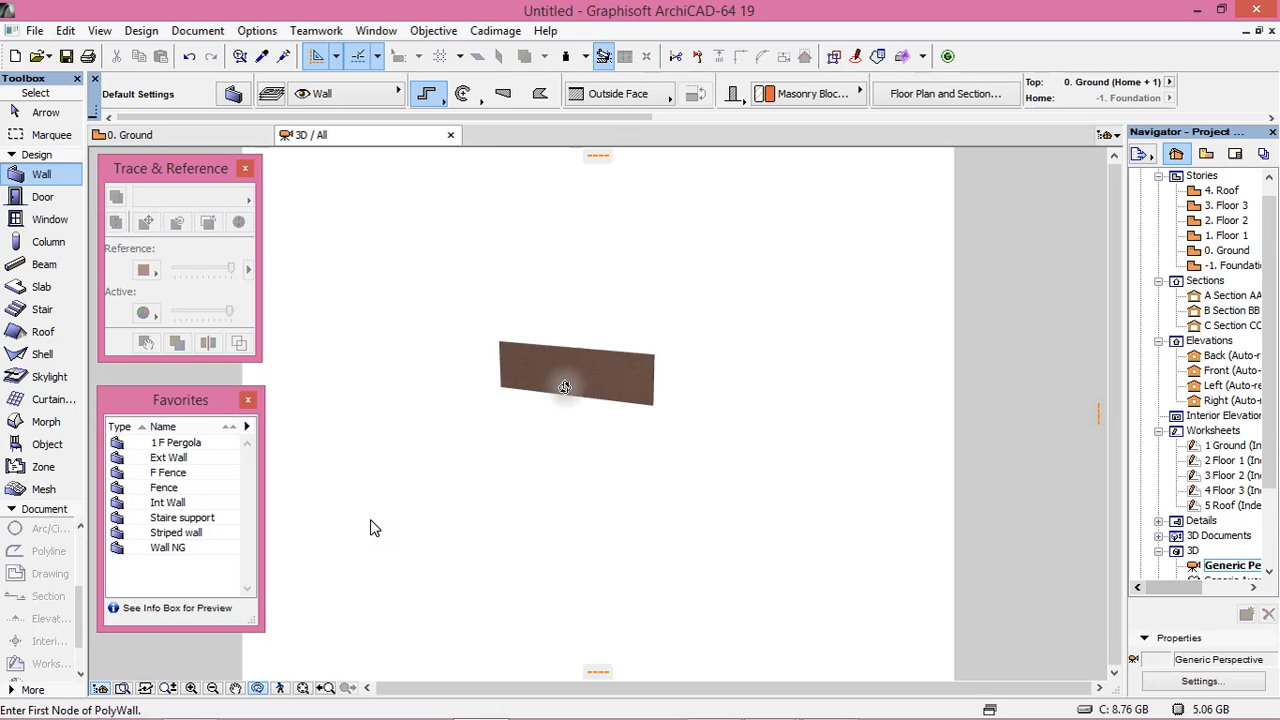 Untitled - Graphisoft ArchiCAD-64 19
File Edit View Design Document Options Teamwork Window Objective Cadimage Help
Toolbox
Select
Arrow
Marquee
Design
Wall
Door
Window
Column
Beam
Slab
Stair
Roof
Shell
Skylight
Curtain...
Morph
Object
Zone
Mesh
Document
Arc/Ci...
Polyline
Drawing
Section
Elevat...
Interi...
Works...
More
Default Settings
Wall
Outside Face
Masonry Bloc...
Floor Plan and Section...
Top: 0. Ground (Home + 1)
Home: -1. Foundation
0. Ground
3D / All
Trace & Reference
Reference:
Active:
Favorites
Type Name
1 F Pergola
Ext Wall
F Fence
Fence
Int Wall
Staire support
Striped wall
Wall NG
See Info Box for Preview
Navigator - Project ...
Stories
4. Roof
3. Floor 3
2. Floor 2
1. Floor 1
0. Ground
-1. Foundati
Sections
A Section AA
B Section BB
C Section CC
Elevations
Back (Auto-r
Front (Auto-
Left (Auto-re
Right (Auto-
Interior Elevation
Worksheets
1 Ground (In
2 Floor 1 (Ind
3 Floor 2 (Ind
4 Floor 3 (Ind
5 Roof (Inde
Details
3D Documents
3D
Generic Pe
Properties
Generic Perspective
Settings...
Enter First Node of PolyWall.
C: 8.76 GB
5.06 GB